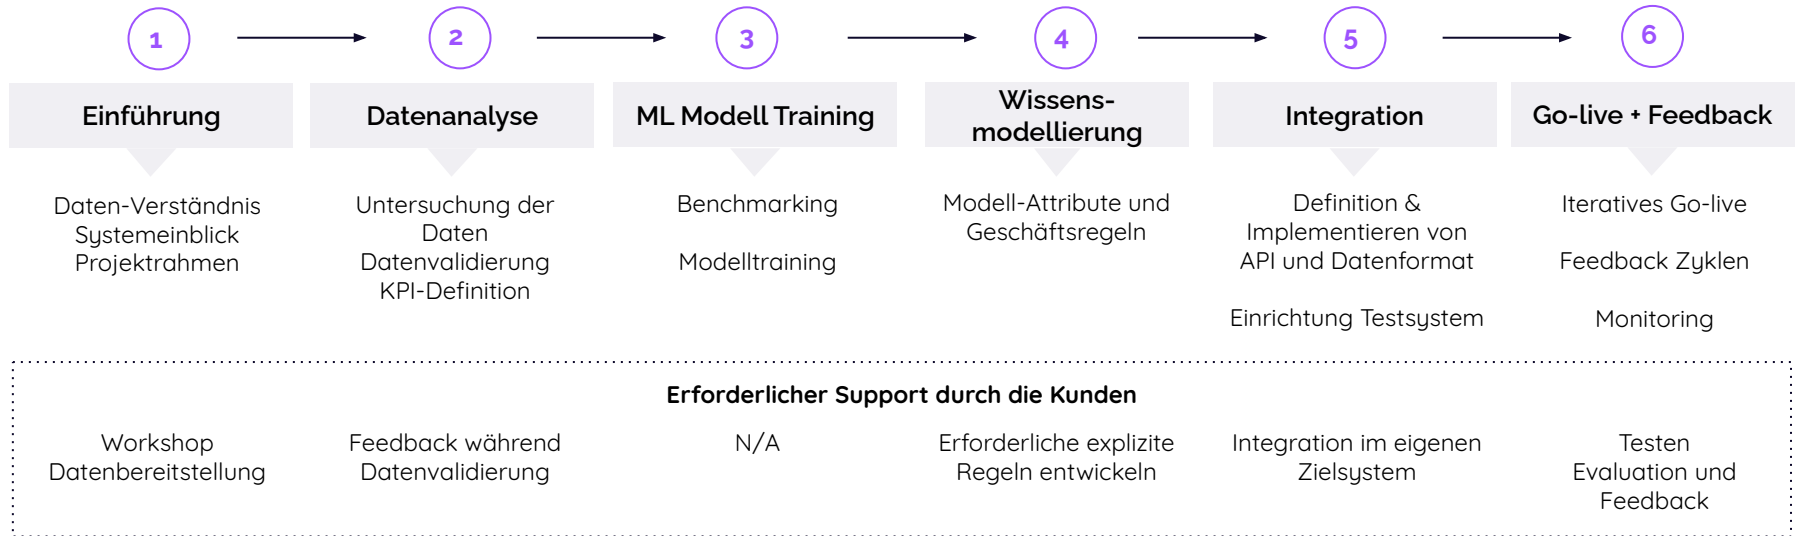 1
2
3
4
5
6
Einführung
Datenanalyse
ML Modell Training
Wissens-
modellierung
Integration
Go-live + Feedback
Daten-Verständnis
Systemeinblick
Projektrahmen
Untersuchung der
Daten
Datenvalidierung
KPI-Definition
Benchmarking
Modelltraining
Modell-Attribute und
Geschäftsregeln
Definition &
Implementieren von
API und Datenformat
Einrichtung Testsystem
Iteratives Go-live
Feedback Zyklen
Monitoring
Erforderlicher Support durch die Kunden
Workshop
Datenbereitstellung
Feedback während
Datenvalidierung
N/A
Erforderliche explizite
Regeln entwickeln
Integration im eigenen
Zielsystem
Testen
Evaluation und
Feedback